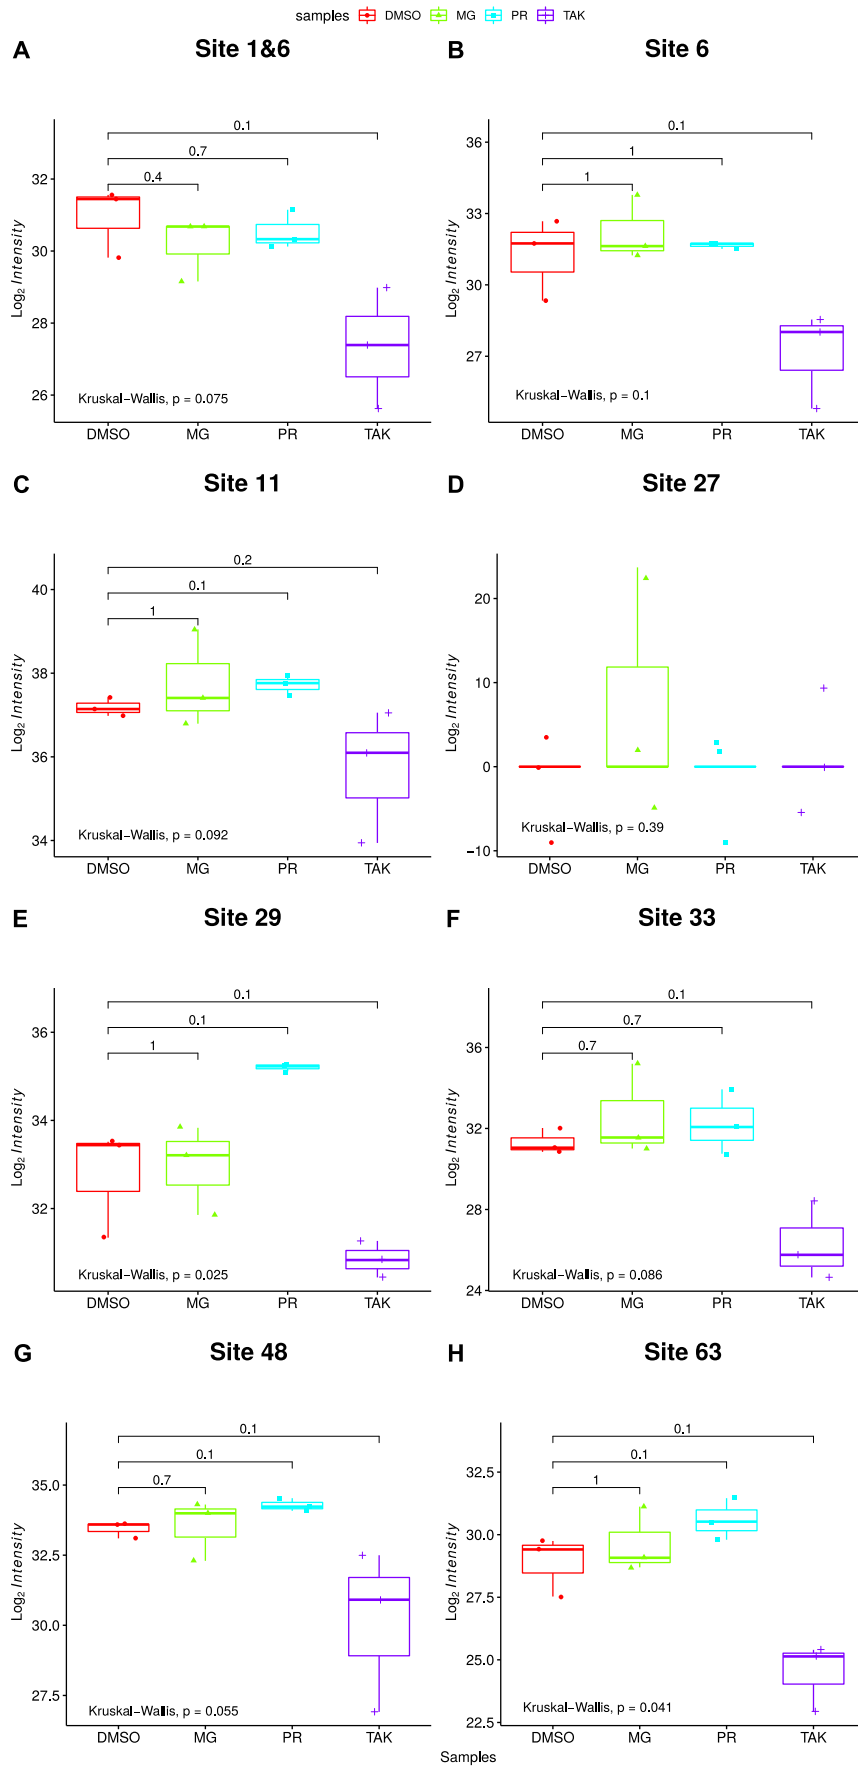 samples DMSO MG PR TAK
A Site 1&6
33
32
30
28
26
Log2 Intensity
0.1
0.7
0.4
Kruskal-Wallis, p = 0.075
DMSO MG PR TAK
B Site 6
36
33
30
27
Log2 Intensity
0.1
1
1
Kruskal-Wallis, p = 0.1
DMSO MG PR TAK
C Site 11
40
38
36
34
Log2 Intensity
0.2
0.1
1
Kruskal-Wallis, p = 0.092
DMSO MG PR TAK
D Site 27
20
10
0
-10
Log2 Intensity
Kruskal-Wallis, p = 0.39
DMSO MG PR TAK
E Site 29
36
34
32
Log2 Intensity
0.1
0.1
1
Kruskal-Wallis, p = 0.025
DMSO MG PR TAK
F Site 33
36
32
28
24
Log2 Intensity
0.1
0.7
0.7
Kruskal-Wallis, p = 0.086
DMSO MG PR TAK
G Site 48
35.0
32.5
30.0
27.5
Log2 Intensity
0.1
0.1
0.7
Kruskal-Wallis, p = 0.055
DMSO MG PR TAK
H Site 63
32.5
30.0
27.5
25.0
22.5
Log2 Intensity
0.1
0.1
1
Kruskal-Wallis, p = 0.041
DMSO MG PR TAK
Samples